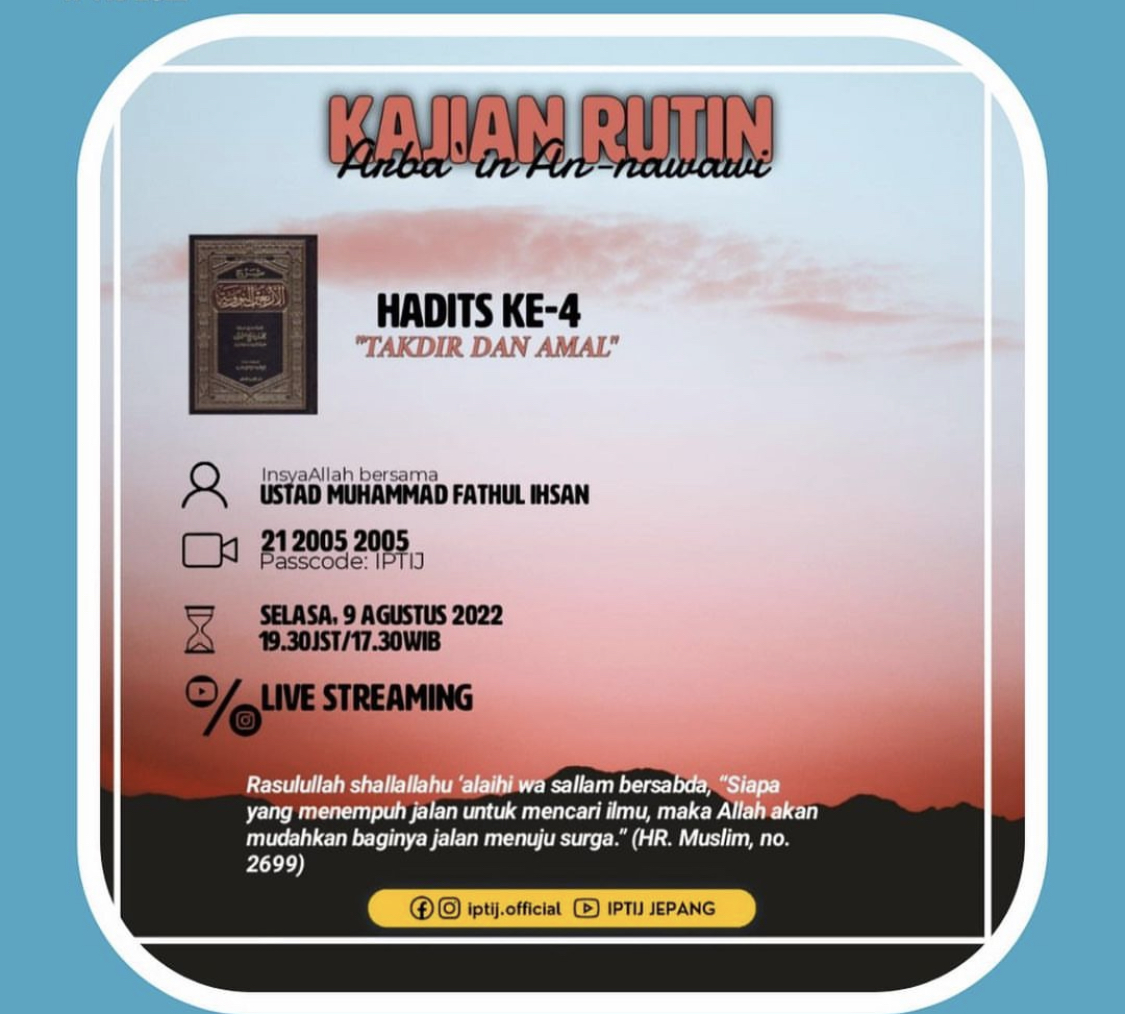 KAJIAN RUTIN
Arba'in An-nawawi
شرح
الأربعين النووية
HADITS KE-4
"TAKDIR DAN AMAL"
InsyaAllah bersama
USTAD MUHAMMAD FATHUL IHSAN
21 2005 2005
Passcode: IPTIJ
SELASA, 9 AGUSTUS 2022
19.30JST/17.30WIB
LIVE STREAMING
Rasulullah shallallahu 'alaihi wa sallam bersabda, "Siapa
yang menempuh jalan untuk mencari ilmu, maka Allah akan
mudahkan baginya jalan menuju surga." (HR. Muslim, no.
2699)
iptij.official IPTIJ JEPANG